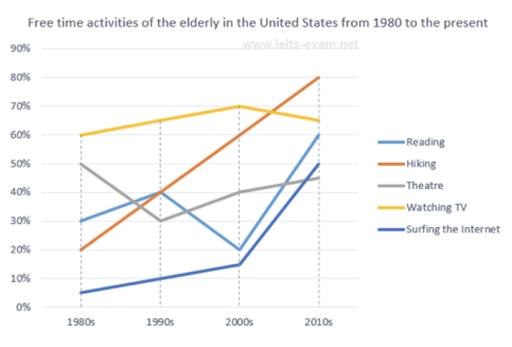 Free time activities of the elderly in the United States from 1980 to the present
www.ielts-exam.net
90%
80%
70%
60%
50%
40%
30%
20%
10%
0%
1980s 1990s 2000s 2010s
Reading
Hiking
Theatre
Watching TV
Surfing the Internet